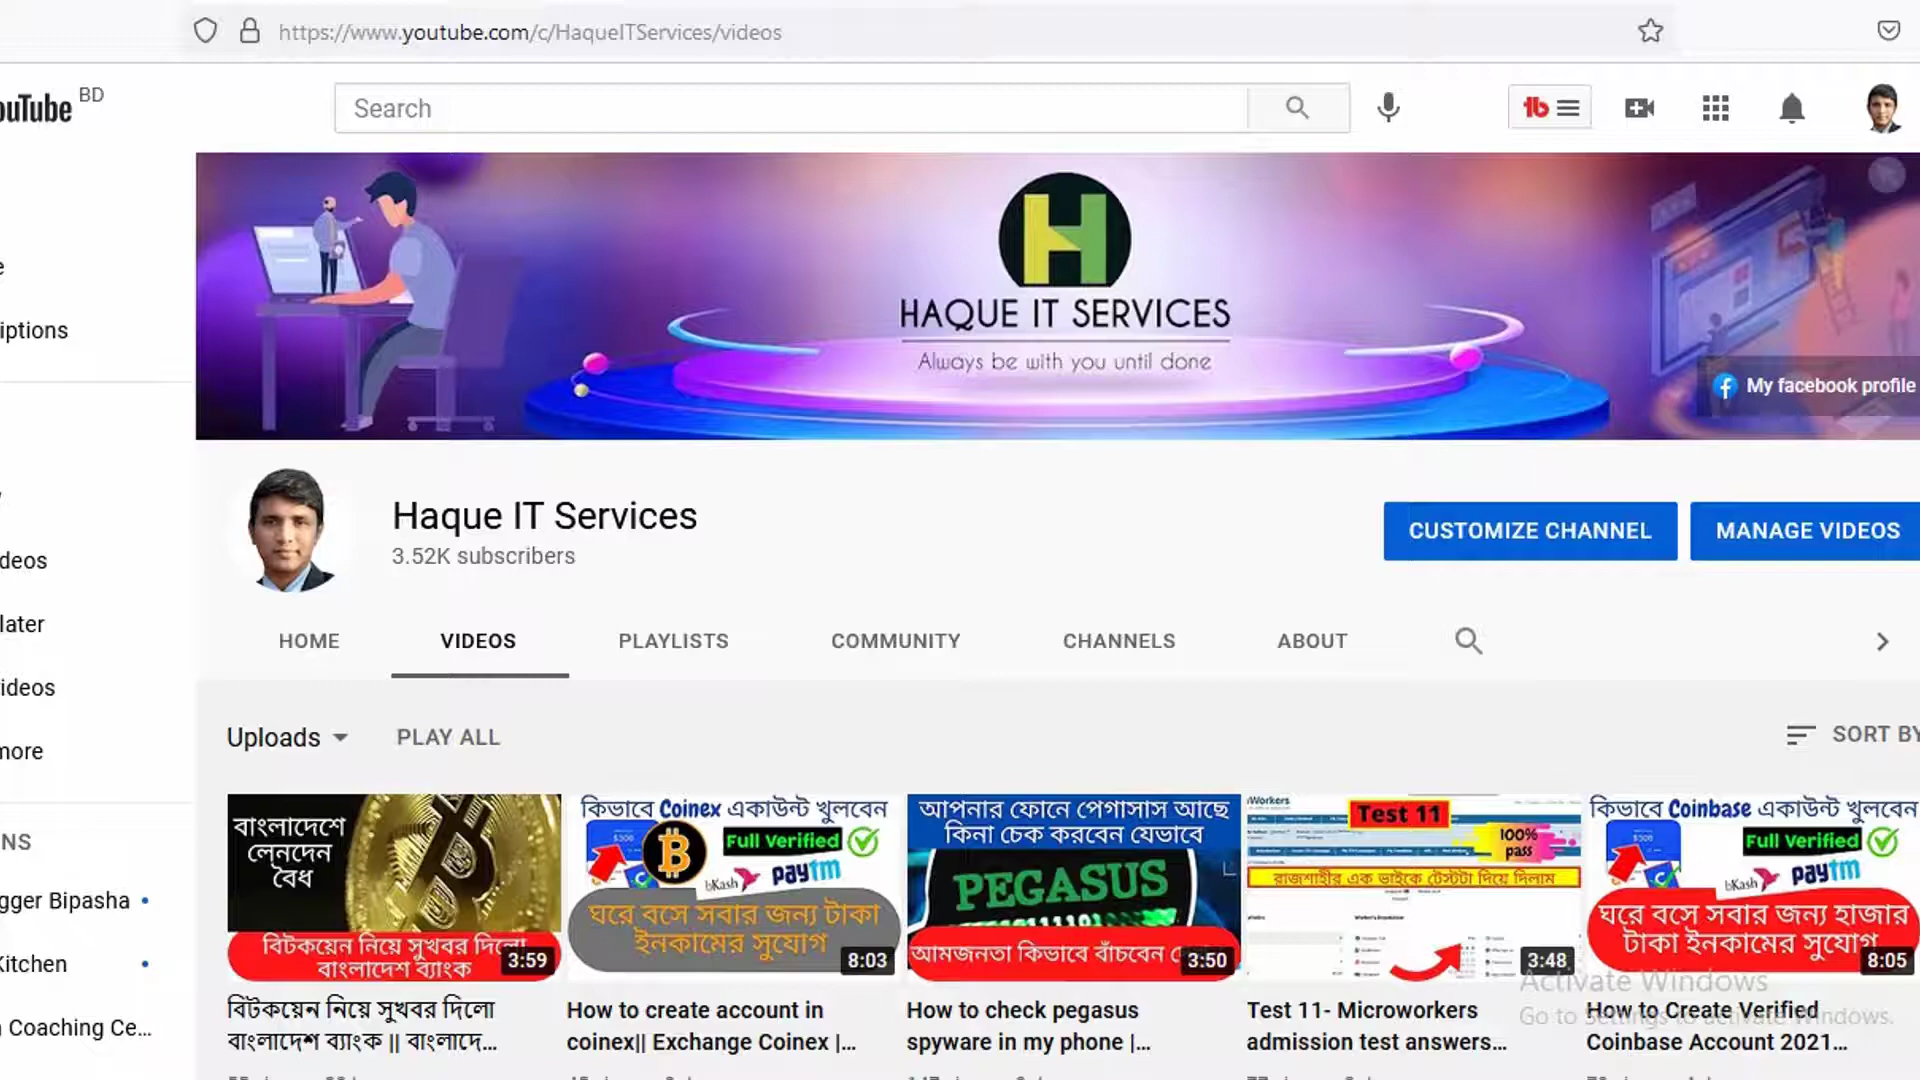 https://www.youtube.com/c/HaqueITServices/videos
ouTube BD
Search
HAQUE IT SERVICES
Always be with you until done
My facebook profile
e
iptions
deos
later
ideos
more
NS
gger Bipasha
Kitchen
Coaching Ce...
Haque IT Services
3.52K subscribers
CUSTOMIZE CHANNEL
MANAGE VIDEOS
HOME VIDEOS PLAYLISTS COMMUNITY CHANNELS ABOUT
Uploads PLAY ALL
SORT BY
বাংলাদেশে
লেনদেন
বৈধ
বিটকয়েন নিয়ে সুখবর দিলো
বাংলাদেশ ব্যাংক
3:59
বিটকয়েন নিয়ে সুখবর দিলো
বাংলাদেশ ব্যাংক || বাংলাদে...
কিভাবে Coinex একাউন্ট খুলবেন
Full Verified
bKash paytm
ঘরে বসে সবার জন্য টাকা
ইনকামের সুযোগ
8:03
How to create account in
coinex|| Exchange Coinex |...
আপনার ফোনে পেগাসাস আছে
কিনা চেক করবেন যেভাবে
PEGASUS
আমজনতা কিভাবে বাঁচবেন
3:50
How to check pegasus
spyware in my phone |...
Workers
Test 11
100%
pass
রাজশাহীর এক ভাইকে টেস্টটা দিয়ে দিলাম
3:48
Test 11- Microworkers
admission test answers...
কিভাবে Coinbase একাউন্ট খুলবেন
Full Verified
bKash paytm
ঘরে বসে সবার জন্য হাজার
টাকা ইনকামের সুযোগ
8:05
How to Create Verified
Coinbase Account 2021...
Activate Windows
Go to Settings to activate Windows.